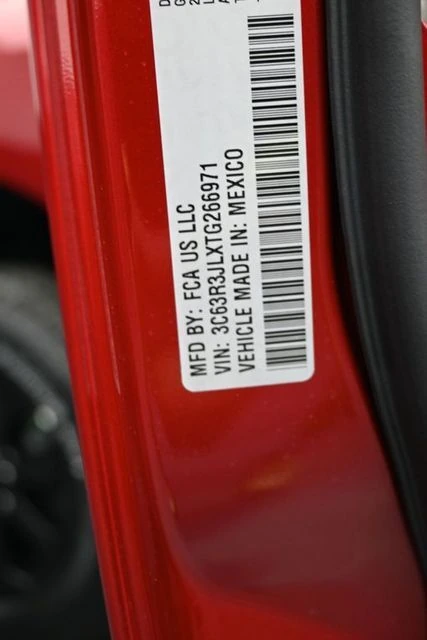 MFD BY: FCA US LLC
VIN: 3C63R3JLXTG266971
VEHICLE MADE IN: MEXICO